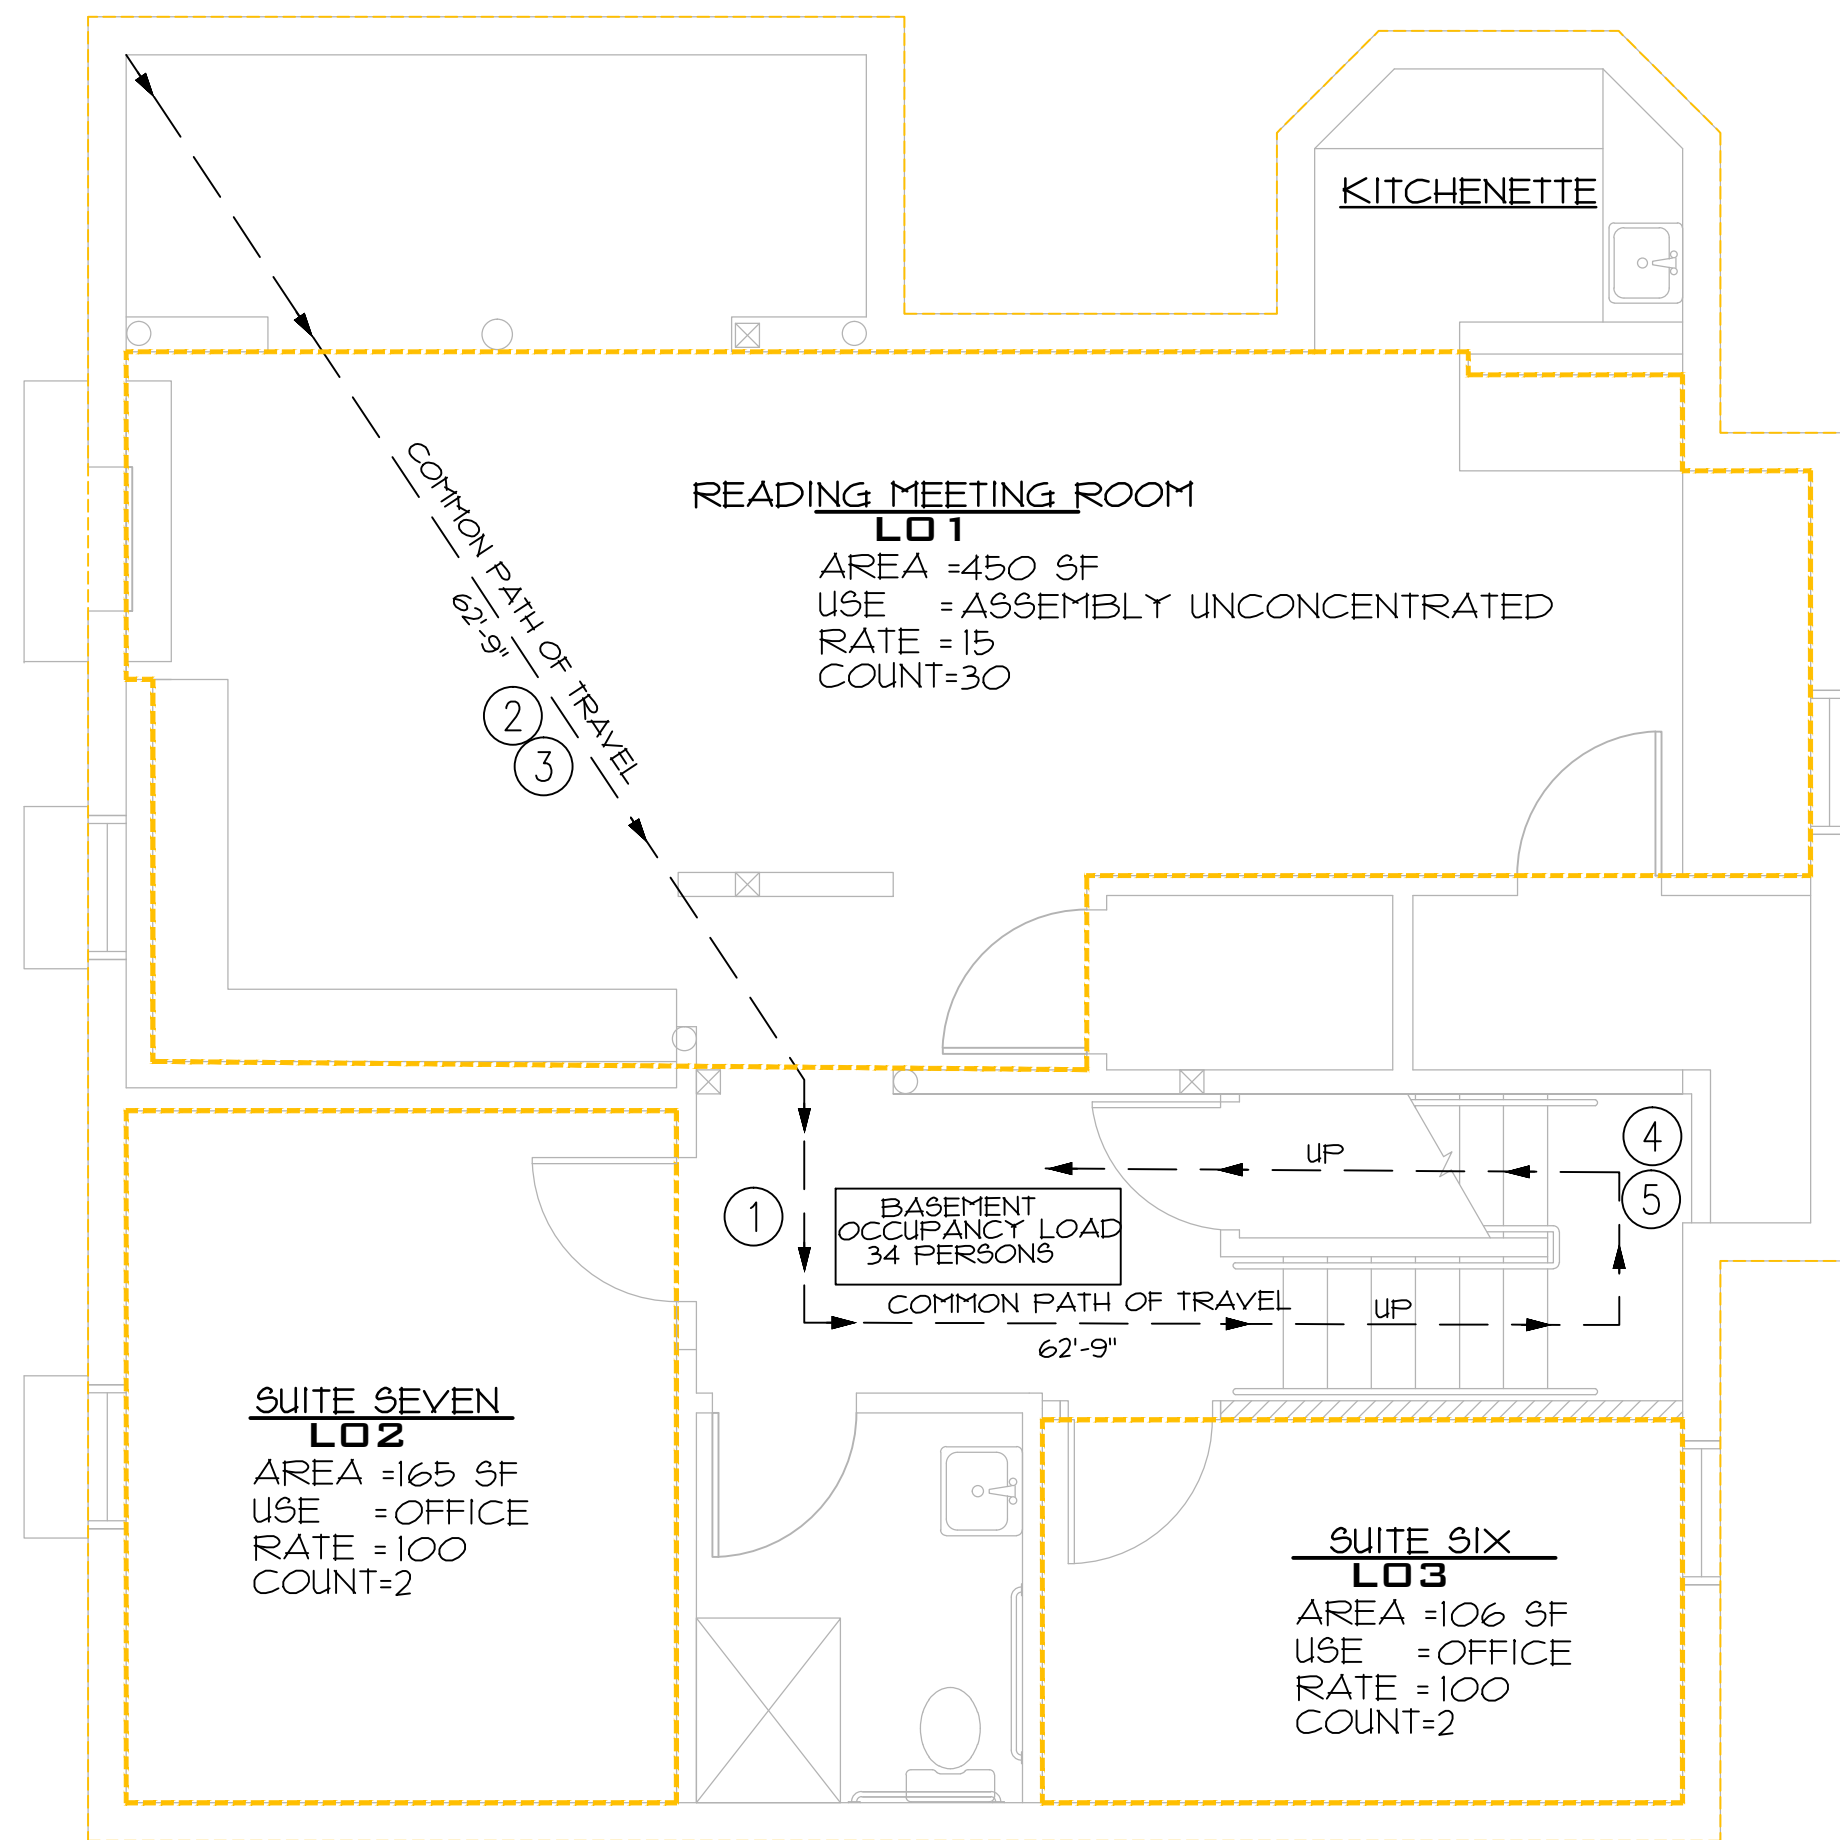 KITCHENETTE
COMMON PATH OF TRAVEL
62'-9"
READING MEETING ROOM
L01
AREA =450 SF
USE =ASSEMBLY UNCONCENTRATED
RATE =15
COUNT=30
2
3
1
UP
4
5
BASEMENT
OCCUPANCY LOAD
34 PERSONS
COMMON PATH OF TRAVEL
UP
62'-9"
SUITE SEVEN
L02
AREA =165 SF
USE =OFFICE
RATE =100
COUNT=2
SUITE SIX
L03
AREA =106 SF
USE =OFFICE
RATE =100
COUNT=2